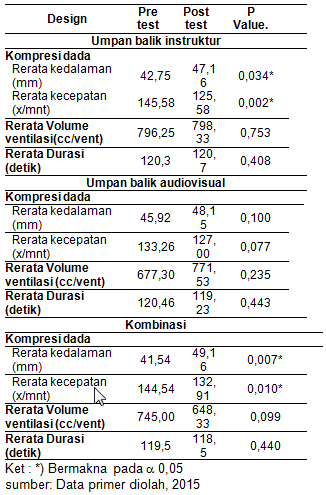 Design Pre test Post test P Value.
Umpan balik instruktur
Kompresi dada
Rerata kedalaman (mm) 42,75 47,16 0,034*
Rerata kecepatan (x/mnt) 145,58 125,58 0,002*
Rerata Volume ventilasi(cc/vent) 796,25 798,33 0,753
Rerata Durasi (detik) 120,3 120,7 0,408
Umpan balik audiovisual
Kompresi dada
Rerata kedalaman (mm) 45,92 48,15 0,100
Rerata kecepatan (x/mnt) 133,26 127,00 0,077
Rerata Volume ventilasi (cc/vent) 677,30 771,53 0,235
Rerata Durasi (detik) 120,46 119,23 0,443
Kombinasi
Kompresi dada
Rerata kedalaman (mm) 41,54 49,16 0,007*
Rerata kecepatan (x/mnt) 144,54 132,91 0,010*
Rerata Volume ventilasi (cc/vent) 745,00 648,33 0,099
Rerata Durasi (detik) 119,5 118,5 0,440
Ket : *) Bermakna pada α 0,05
sumber: Data primer diolah, 2015